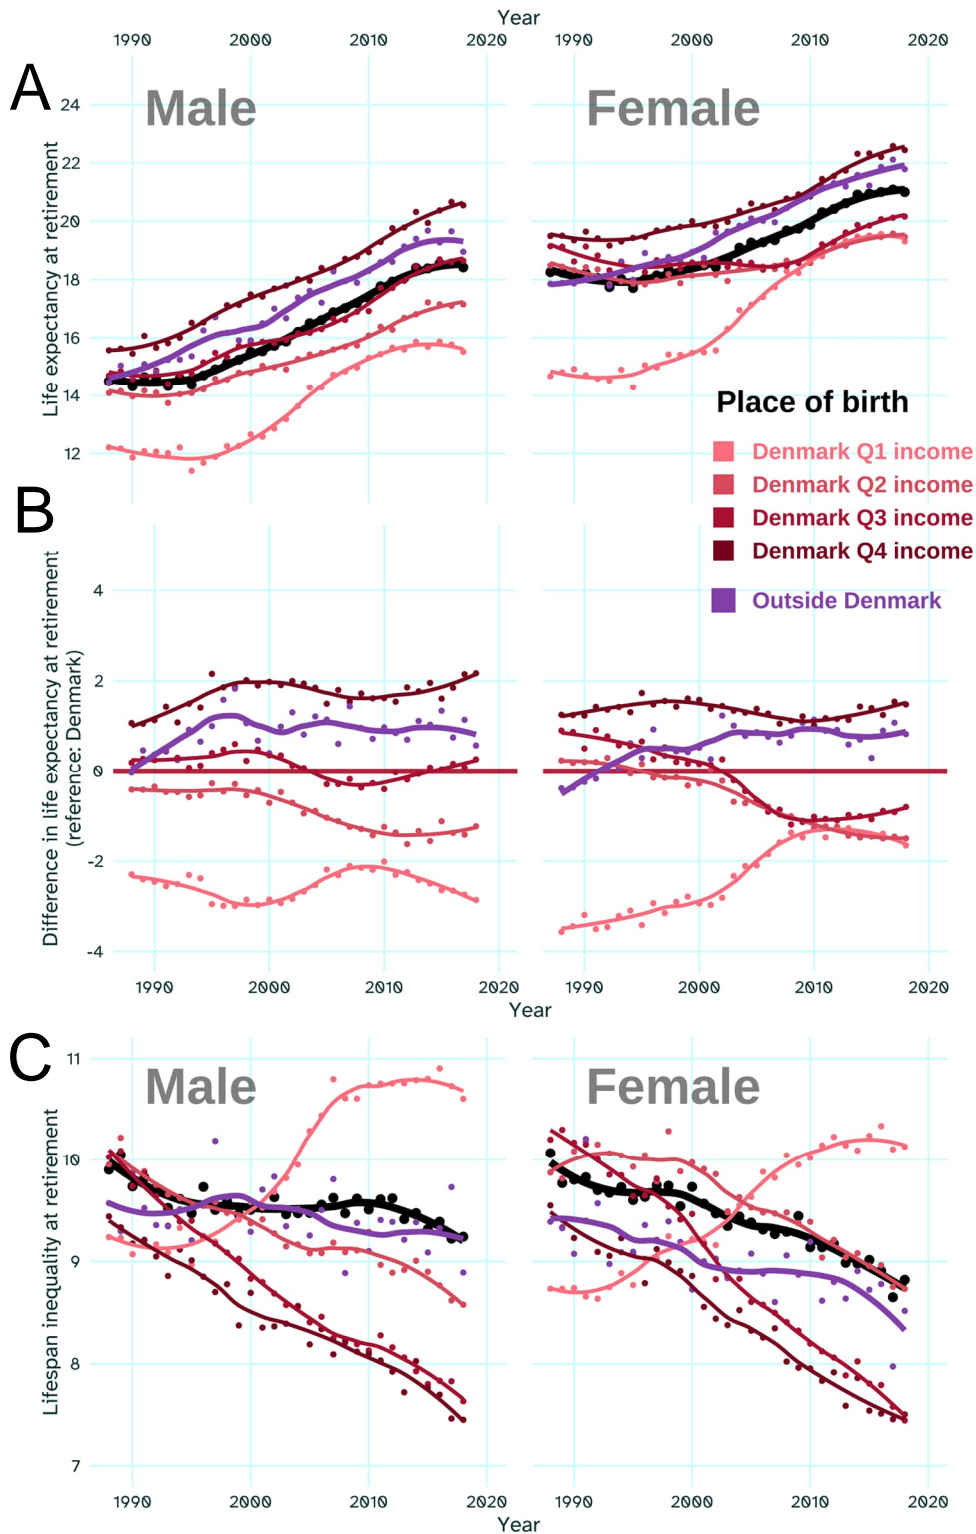 Year
1990 2000 2010 2020 1990 2000 2010 2020
A
Male Female
Life expectancy at retirement
24
22
20
18
16
14
12
Place of birth
Denmark Q1 income
Denmark Q2 income
Denmark Q3 income
Denmark Q4 income
Outside Denmark
B
Difference in life expectancy at retirement
(reference: Denmark)
4
2
0
-2
-4
1990 2000 2010 2020 1990 2000 2010 2020
Year
C
Male Female
Lifespan inequality at retirement
11
10
9
8
7
1990 2000 2010 2020 1990 2000 2010 2020
Year